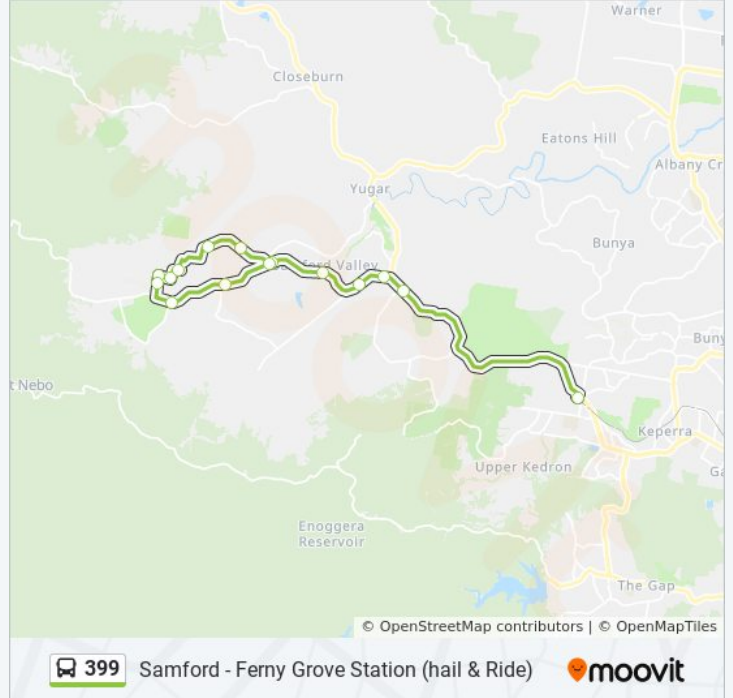 Warner
Closeburn
Eatons Hill
Albany Cr
Yugar
Bunya
ford Valley
Buny
t Nebo
Keperra
Upper Kedron
Ga
Enoggera
Reservoir
The Gap
© OpenStreetMap contributors | © OpenMapTiles
399 Samford - Ferny Grove Station (hail & Ride) moovit